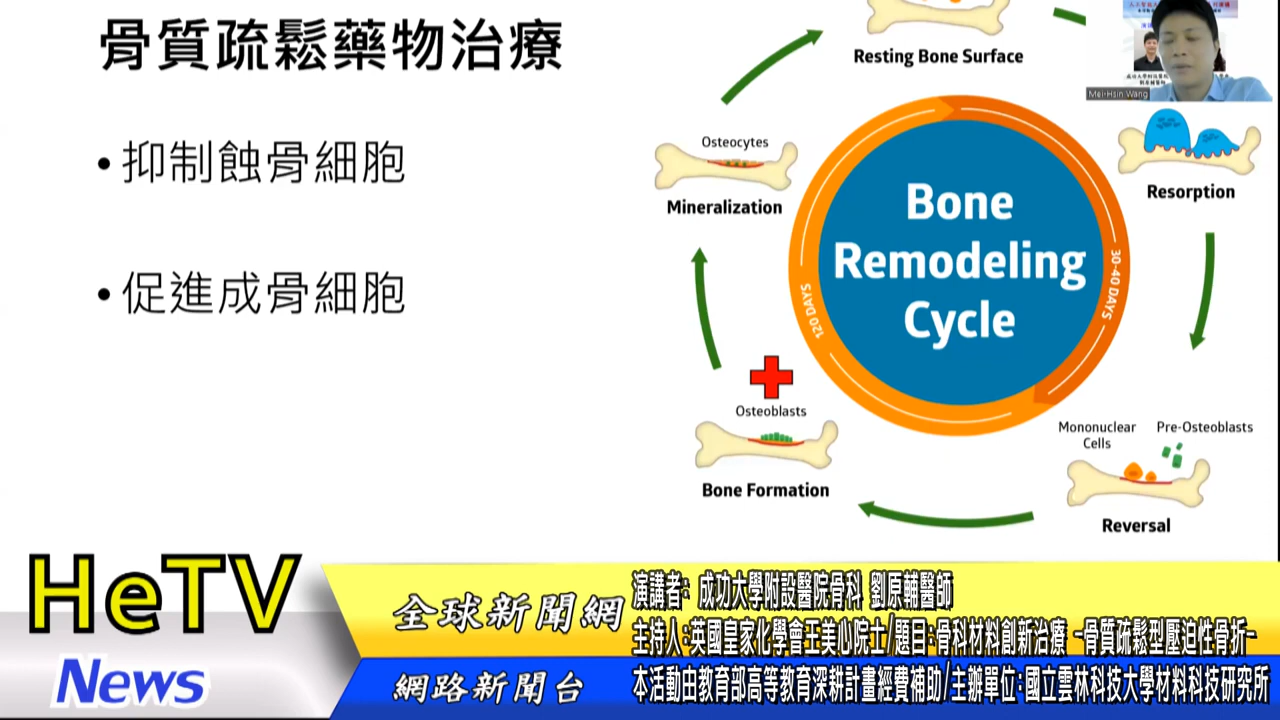 骨質疏鬆藥物治療
• 抑制蝕骨細胞
• 促進成骨細胞
Resting Bone Surface
Mei-Hsin Wang
Osteocytes
Mineralization
Resorption
Bone
Remodeling
Cycle
120 DAYS
30-40 DAYS
Osteoblasts
Bone Formation
Mononuclear
Cells
Pre-Osteoblasts
Reversal
HeTV
News
全球新聞網
網路新聞台
演講者: 成功大學附設醫院骨科 劉原輔醫師
主持人:英國皇家化學會王美心院士/題目:骨科材料創新治療 -骨質疏鬆型壓迫性骨折-
本活動由教育部高等教育深耕計畫經費補助/主辦單位:國立雲林科技大學材料科技研究所